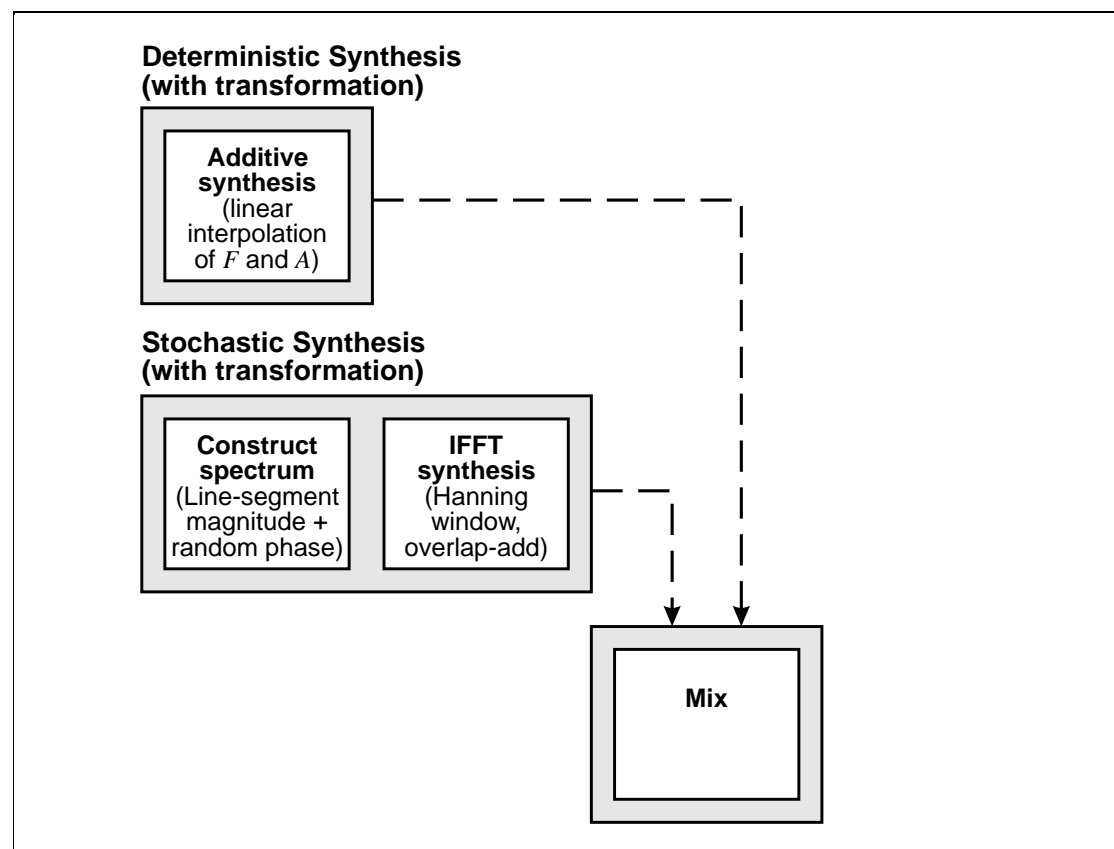 Deterministic Synthesis
(with transformation)
Additive
synthesis
(linear
interpolation
of F and A)
Stochastic Synthesis
(with transformation)
Construct
spectrum
(Line-segment
magnitude +
random phase)
IFFT
synthesis
(Hanning
window,
overlap-add)
Mix